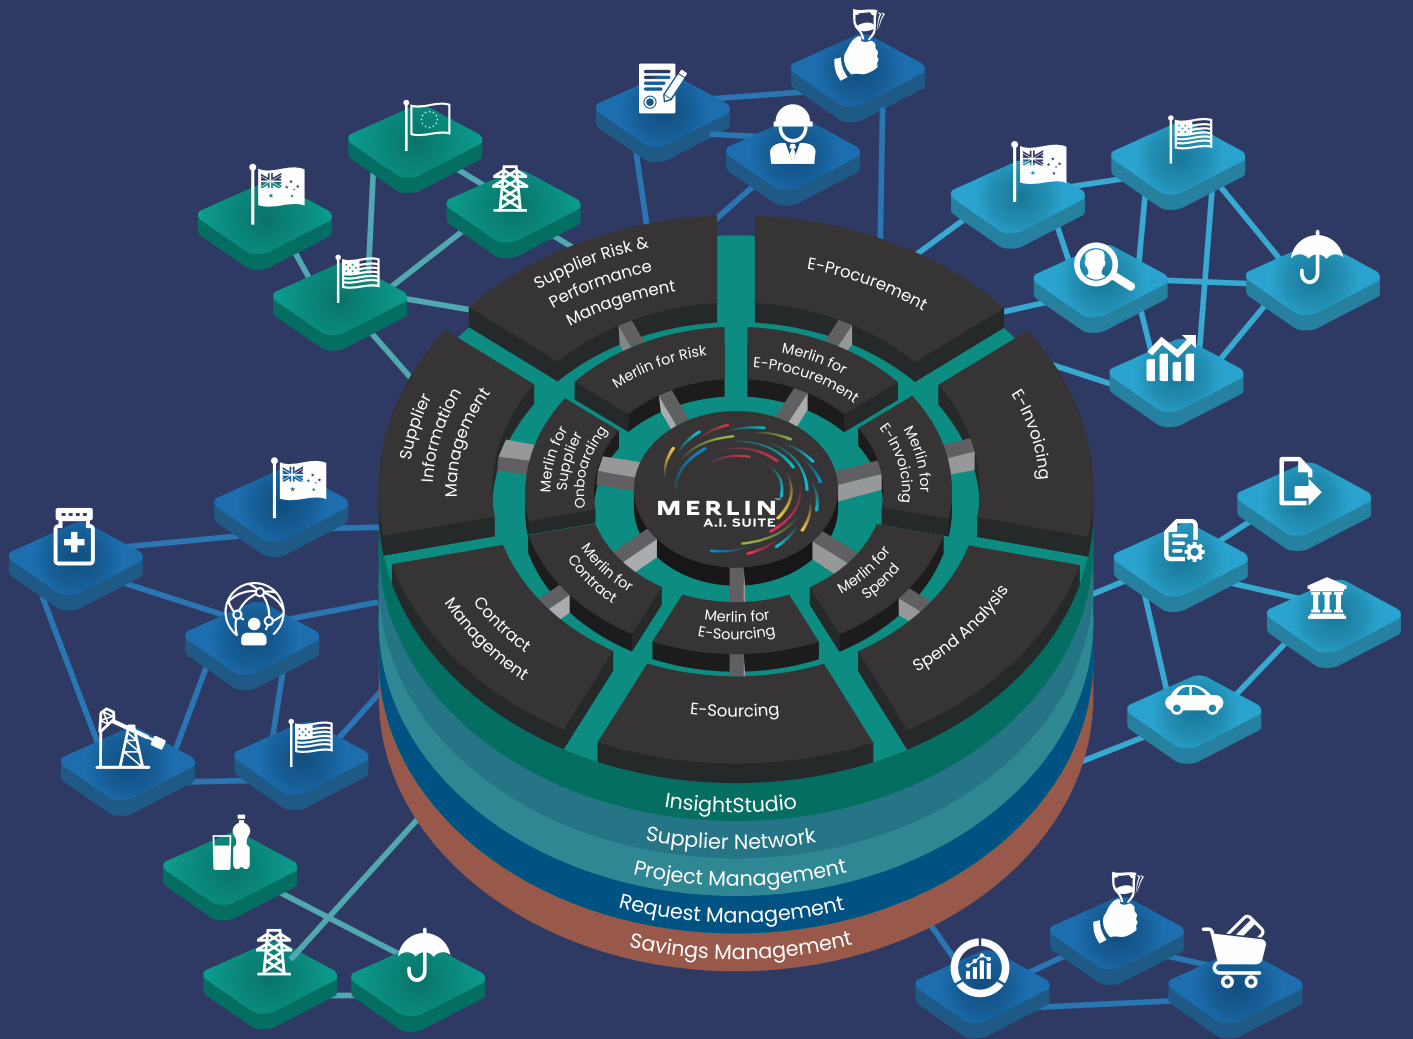 Supplier Risk &
Performance
Management
E-Procurement
E-Invoicing
Spend Analysis
E-Sourcing
Contract
Management
Supplier
Information
Management
Merlin for Risk
Merlin for
E-Procurement
Merlin for
E-Invoicing
Merlin for
Spend
Merlin for
E-Sourcing
Merlin for
Contract
Merlin for
Supplier
Onboarding
MERLIN
A.I. SUITE
InsightStudio
Supplier Network
Project Management
Request Management
Savings Management